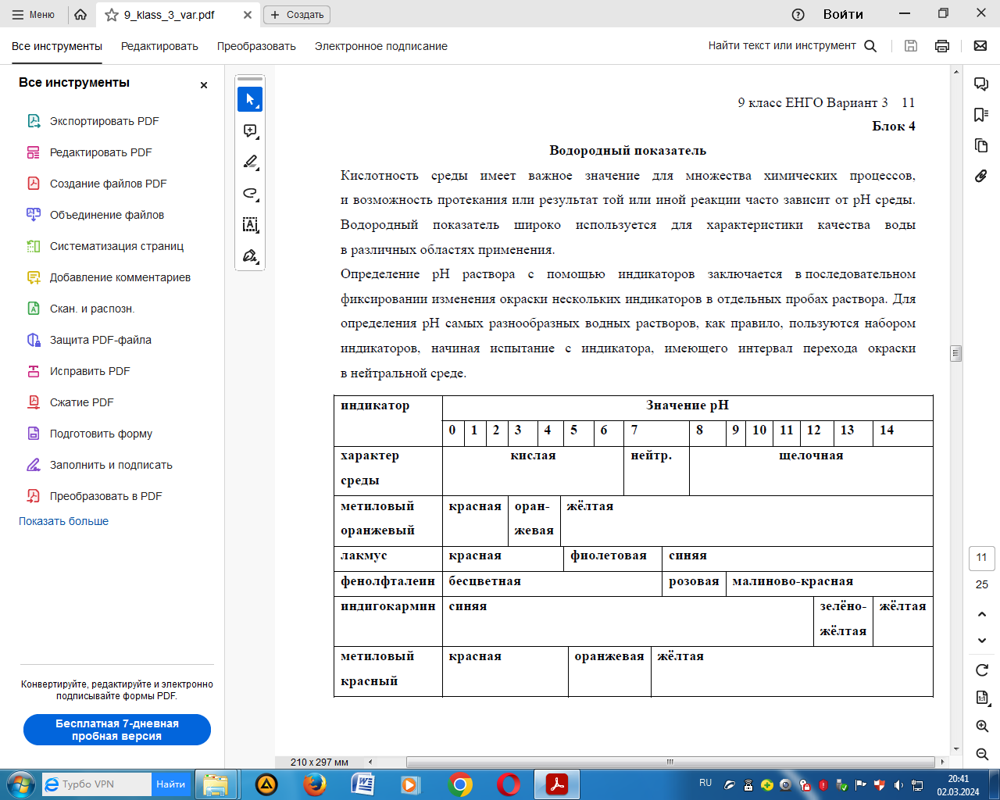 Меню
9_klass_3_var.pdf
Создать
Войти
Все инструменты
Редактировать
Преобразовать
Электронное подписание
Найти текст или инструмент
Все инструменты
Экспортировать PDF
Редактировать PDF
Создание файлов PDF
Объединение файлов
Систематизация страниц
Добавление комментариев
Скан. и распозн.
Защита PDF-файла
Исправить PDF
Сжатие PDF
Подготовить форму
Заполнить и подписать
Преобразовать в PDF
Показать больше
Конвертируйте, редактируйте и электронно
подписывайте формы PDF.
Бесплатная 7-дневная
пробная версия
9 класс ЕНГО Вариант 3 11
Блок 4
Водородный показатель
Кислотность среды имеет важное значение для множества химических процессов,
и возможность протекания или результат той или иной реакции часто зависит от pH среды.
Водородный показатель широко используется для характеристики качества воды
в различных областях применения.
Определение pH раствора с помощью индикаторов заключается в последовательном
фиксировании изменения окраски нескольких индикаторов в отдельных пробах раствора. Для
определения pH самых разнообразных водных растворов, как правило, пользуются набором
индикаторов, начиная испытание с индикатора, имеющего интервал перехода окраски
в нейтральной среде.
индикатор Значение pH
0 1 2 3 4 5 6 7 8 9 10 11 12 13 14
характер кислая нейтр. щелочная
среды
метиловый красная оран- жёлтая
оранжевый жевая
лакмус красная фиолетовая синяя
фенолфталеин бесцветная розовая малиново-красная
индигокармин синяя зелёно- жёлтая
жёлтая
метиловый красная оранжевая жёлтая
красный
11
25
1:1
210 x 297 мм
Турбо VPN
Найти
RU
20:41
02.03.2024